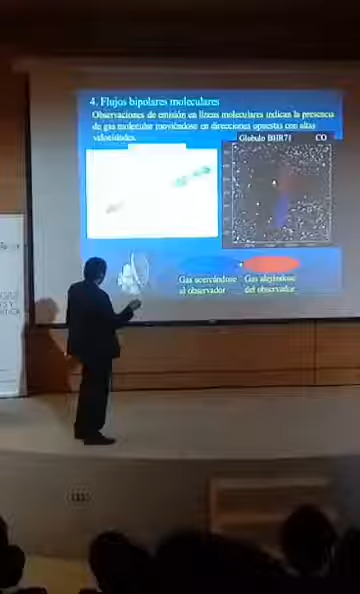 4. Flujos bipolares moleculares
Observaciones de emisión en líneas moleculares indican la presencia
de gas molecular moviéndose en direcciones opuestas con altas
velocidades.
Glóbulo BHR71 CO
Gas acercándose Gas alejándose
al observador del observador